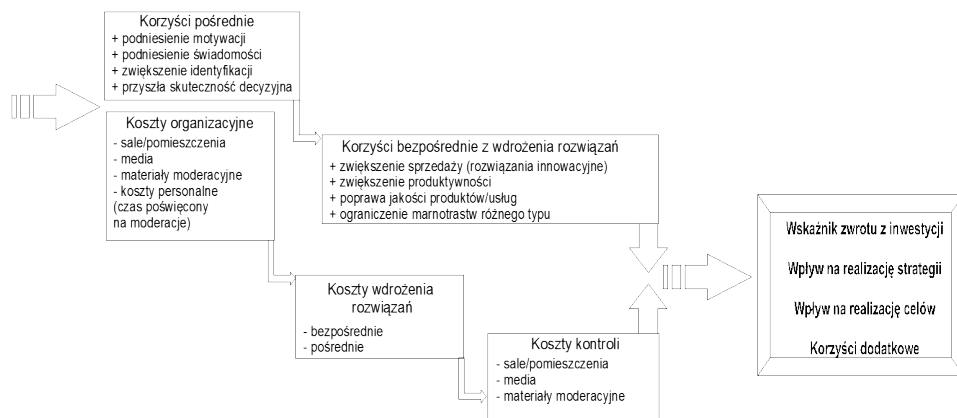 Korzyści pośrednie
+ podniesienie motywacji
+ podniesienie świadomości
+ zwiększenie identyfikacji
+ przyszła skuteczność decyzyjna
Koszty organizacyjne
- sale/pomieszczenia
- media
- materiały moderacyjne
- koszty personalne
(czas poświęcony
na moderacje)
Korzyści bezpośrednie z wdrożenia rozwiązań
+ zwiększenie sprzedaży (rozwiązania innowacyjne)
+ zwiększenie produktywności
+ poprawa jakości produktów/usług
+ ograniczenie marnotrastw różnego typu
Koszty wdrożenia
rozwiązań
- bezpośrednie
- pośrednie
Koszty kontroli
- sale/pomieszczenia
- media
- materiały moderacyjne
Wskaźnik zwrotu z inwestycji
Wpływ na realizację strategii
Wpływ na realizację celów
Korzyści dodatkowe